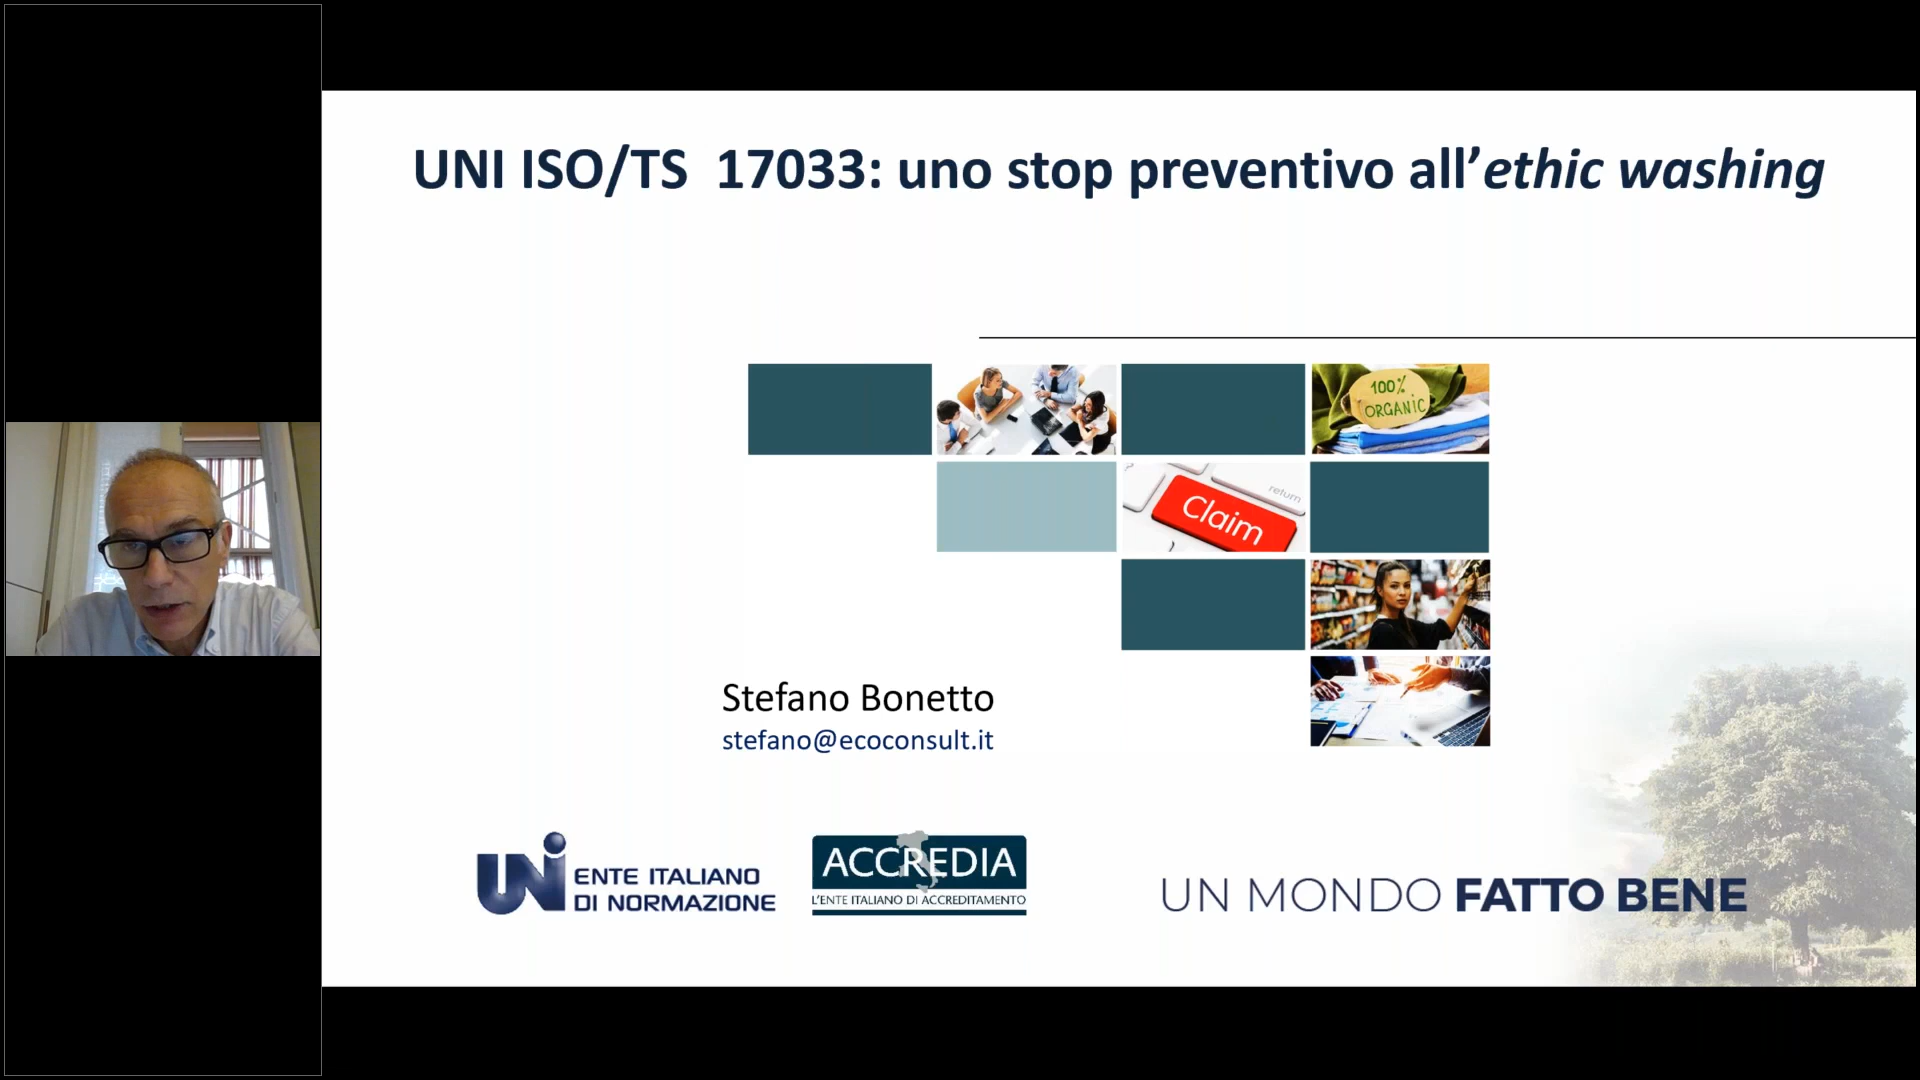 UNI ISO/TS 17033: uno stop preventivo all’ethic washing
100%
ORGANIC
return
Claim
Stefano Bonetto
stefano@ecoconsult.it
UNI ENTE ITALIANO
DI NORMAZIONE
ACCREDIA
L'ENTE ITALIANO DI ACCREDITAMENTO
UN MONDO FATTO BENE